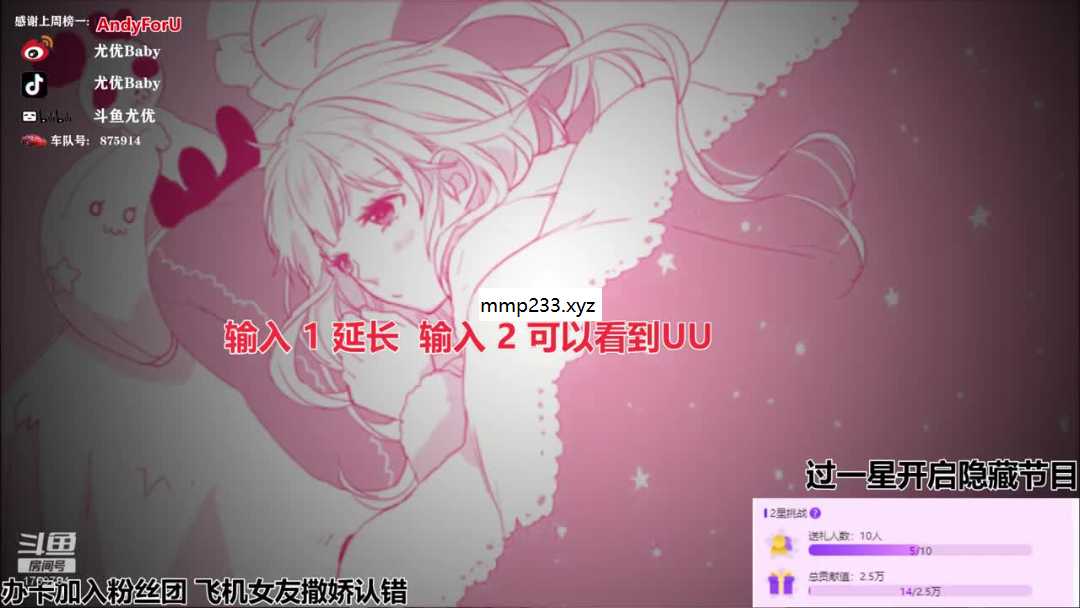 感谢上周榜一: AndyForU
尤优Baby
尤优Baby
bilibili 斗鱼尤优
车队号: 875914
mmp233.xyz
输入 1 延长 输入 2 可以看到UU
过一星开启隐藏节目
2星挑战 ?
送礼人数: 10人
5/10
总贡献值: 2.5万
14/2.5万
斗鱼
房间号
办卡加入粉丝团 飞机女友撒娇认错